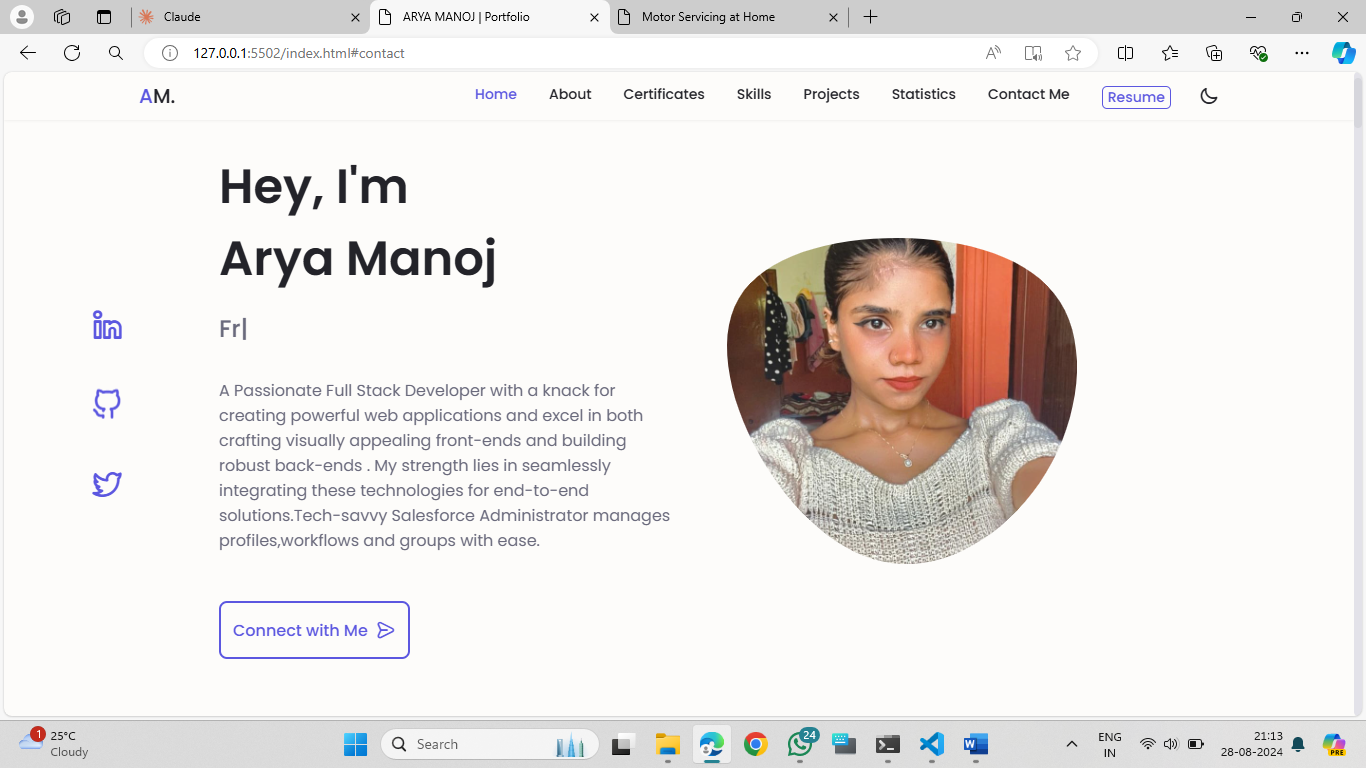 Claude
ARYA MANOJ | Portfolio
Motor Servicing at Home
127.0.0.1:5502/index.html#contact
AM.
Home
About
Certificates
Skills
Projects
Statistics
Contact Me
Resume
Hey, I'm
Arya Manoj
Fr|
A Passionate Full Stack Developer with a knack for
creating powerful web applications and excel in both
crafting visually appealing front-ends and building
robust back-ends . My strength lies in seamlessly
integrating these technologies for end-to-end
solutions.Tech-savvy Salesforce Administrator manages
profiles,workflows and groups with ease.
Connect with Me
1
25°C
Cloudy
Search
24
ENG
IN
21:13
28-08-2024
PRE